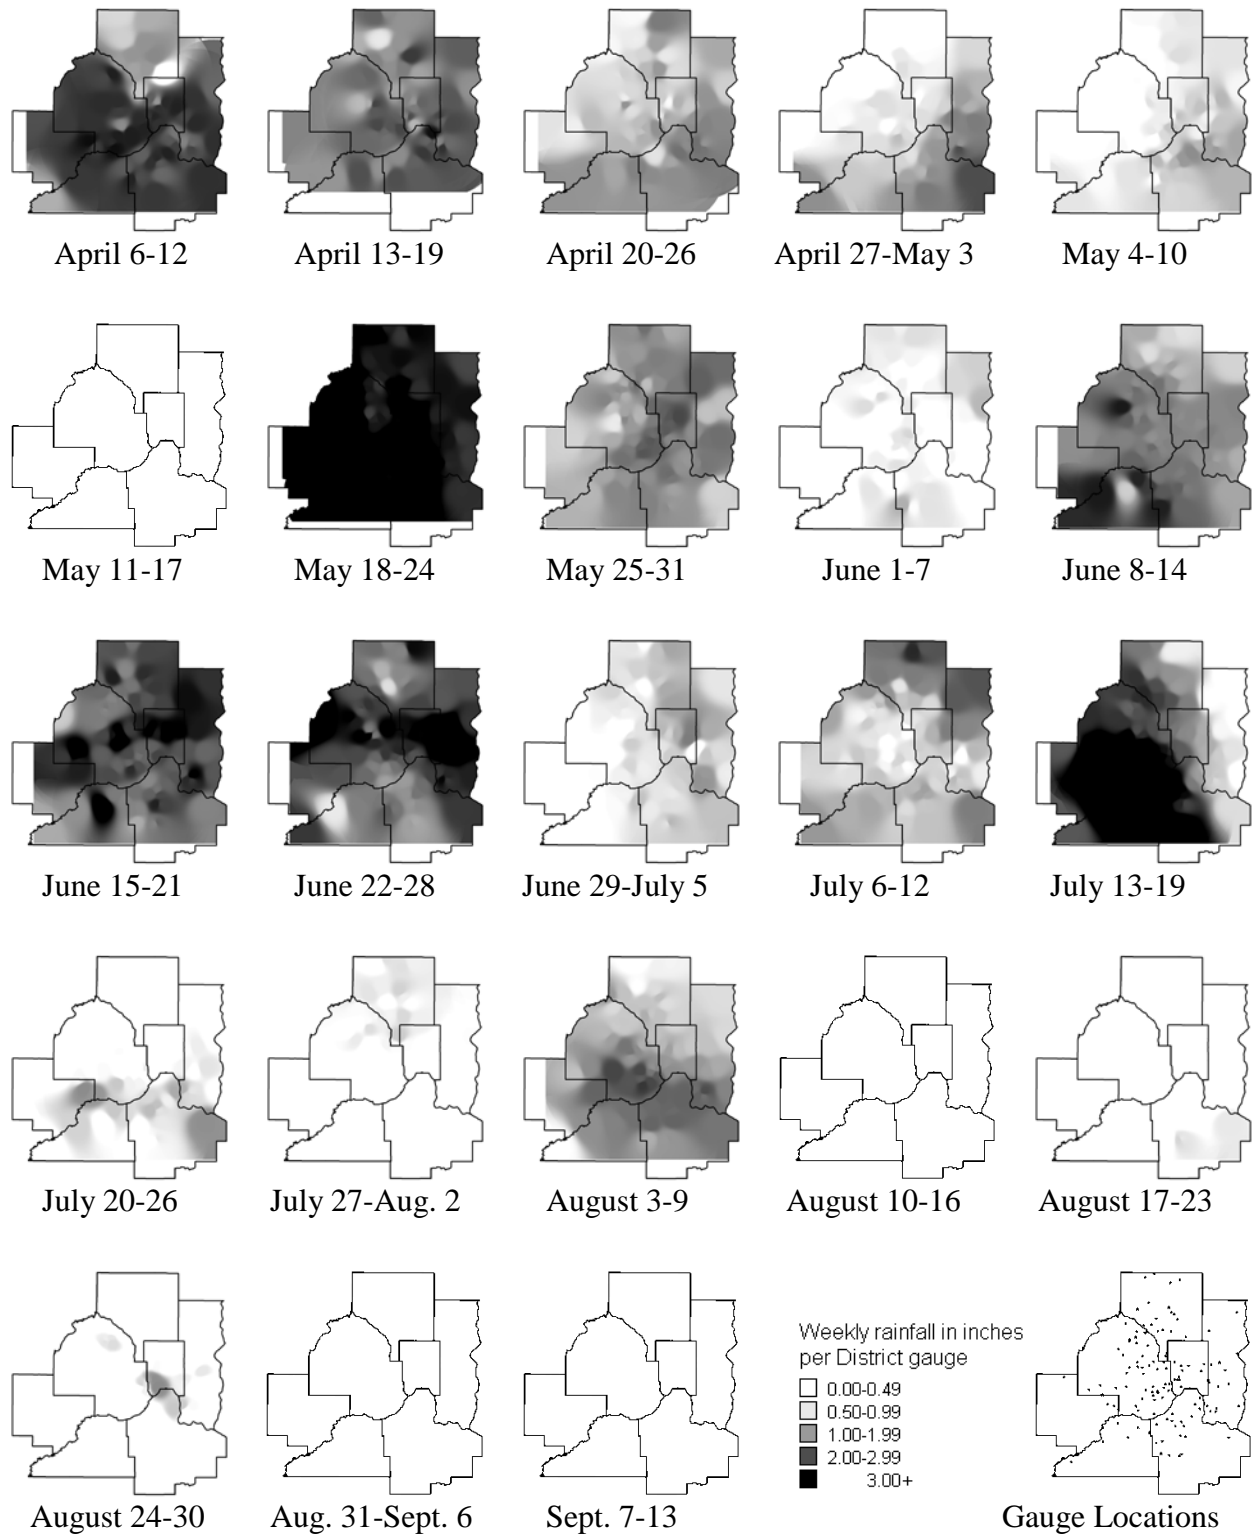 April 6-12
April 13-19
April 20-26
April 27-May 3
May 4-10
May 11-17
May 18-24
May 25-31
June 1-7
June 8-14
June 15-21
June 22-28
June 29-July 5
July 6-12
July 13-19
July 20-26
July 27-Aug. 2
August 3-9
August 10-16
August 17-23
August 24-30
Aug. 31-Sept. 6
Sept. 7-13
Weekly rainfall in inches
per District gauge
0.00-0.49
0.50-0.99
1.00-1.99
2.00-2.99
3.00+
Gauge Locations